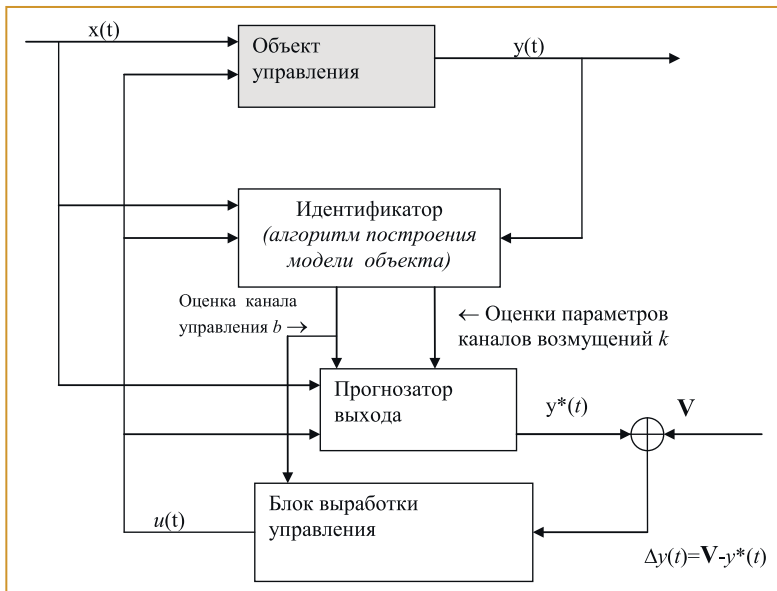 x(t)
Объект
управления
y(t)
Идентификатор
(алгоритм построения
модели объекта)
Оценка канала
управления b →
← Оценки параметров
каналов возмущений k
Прогнозатор
выхода
y*(t)
V
Блок выработки
управления
u(t)
Δy(t)=V-y*(t)